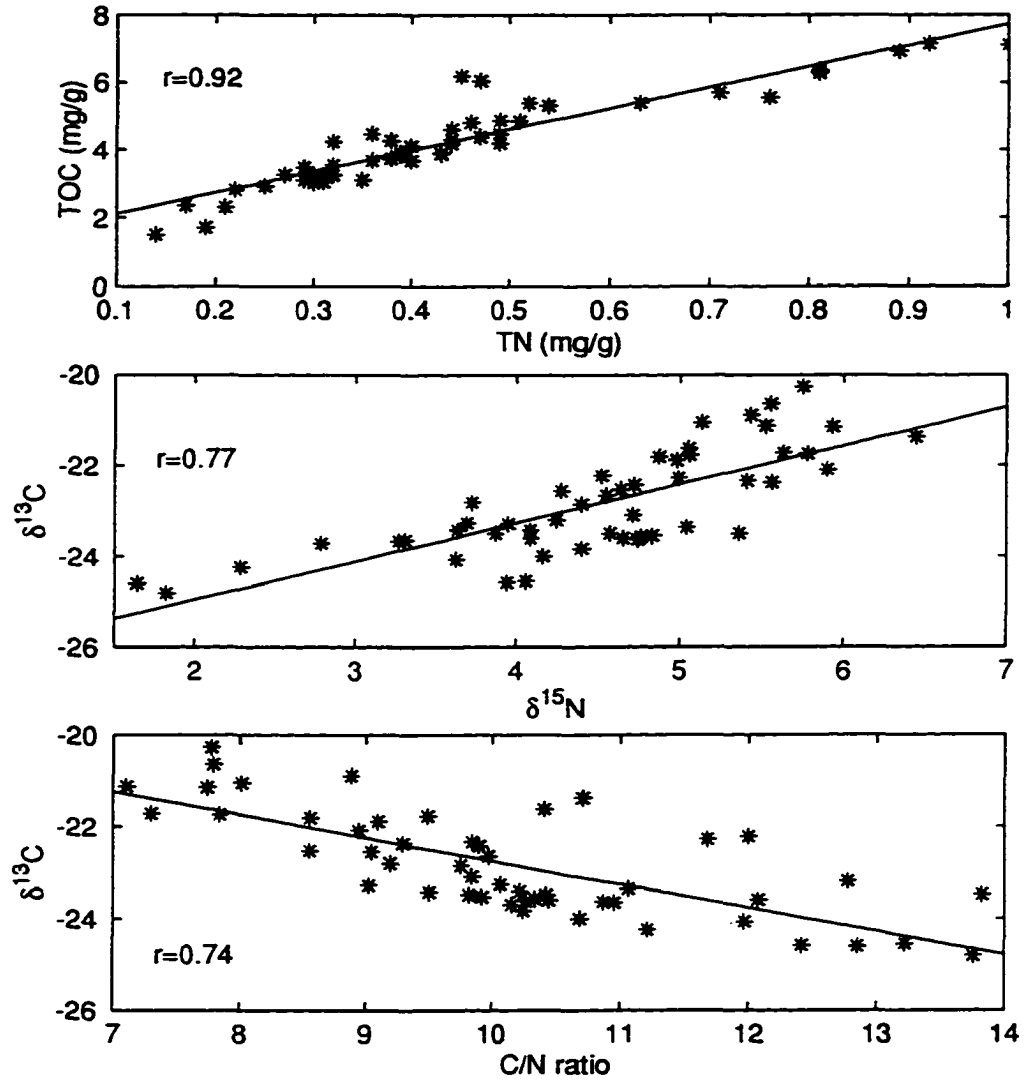 8
6
4
2
0
TOC (mg/g)
r=0.92
0.1 0.2 0.3 0.4 0.5 0.6 0.7 0.8 0.9 1
TN (mg/g)
-20
-22
-24
-26
δ13C
r=0.77
2 3 4 5 6 7
δ15N
-20
-22
-24
-26
δ13C
r=0.74
7 8 9 10 11 12 13 14
C/N ratio